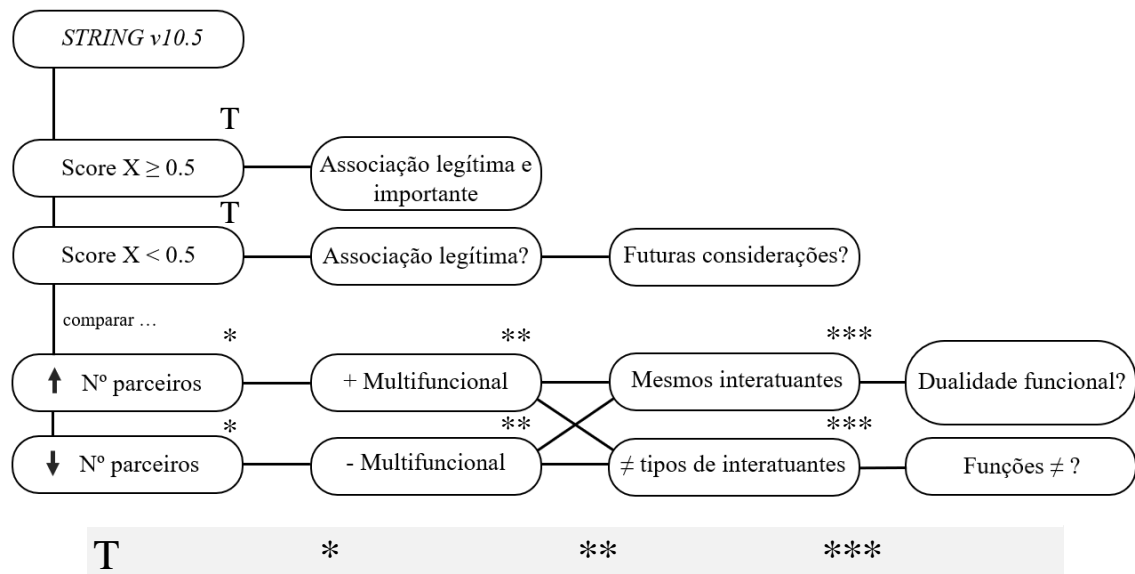 STRING v10.5
T
Score X ≥ 0.5
Associação legítima e
importante
T
Score X < 0.5
Associação legítima?
Futuras considerações?
comparar …
*
**
***
↑ Nº parceiros
+ Multifuncional
Mesmos interatuantes
Dualidade funcional?
*
**
***
↓ Nº parceiros
- Multifuncional
≠ tipos de interatuantes
Funções ≠ ?
T * ** ***